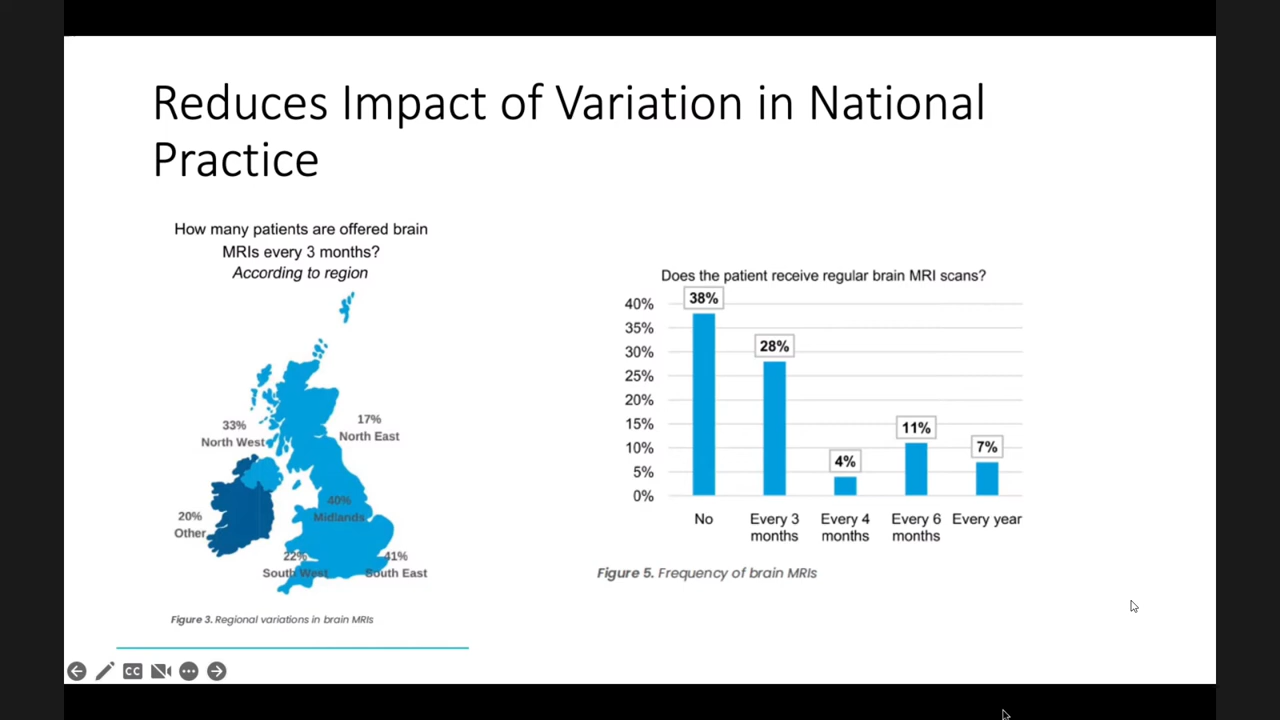 Reduces Impact of Variation in National
Practice
How many patients are offered brain
MRIs every 3 months?
According to region
33%
North West
17%
North East
40%
Midlands
20%
Other
22%
South West
41%
South East
Figure 3. Regional variations in brain MRIs
Does the patient receive regular brain MRI scans?
40%
35%
30%
25%
20%
15%
10%
5%
0%
38%
28%
4%
11%
7%
No
Every 3
months
Every 4
months
Every 6
months
Every year
Figure 5. Frequency of brain MRIs
CC